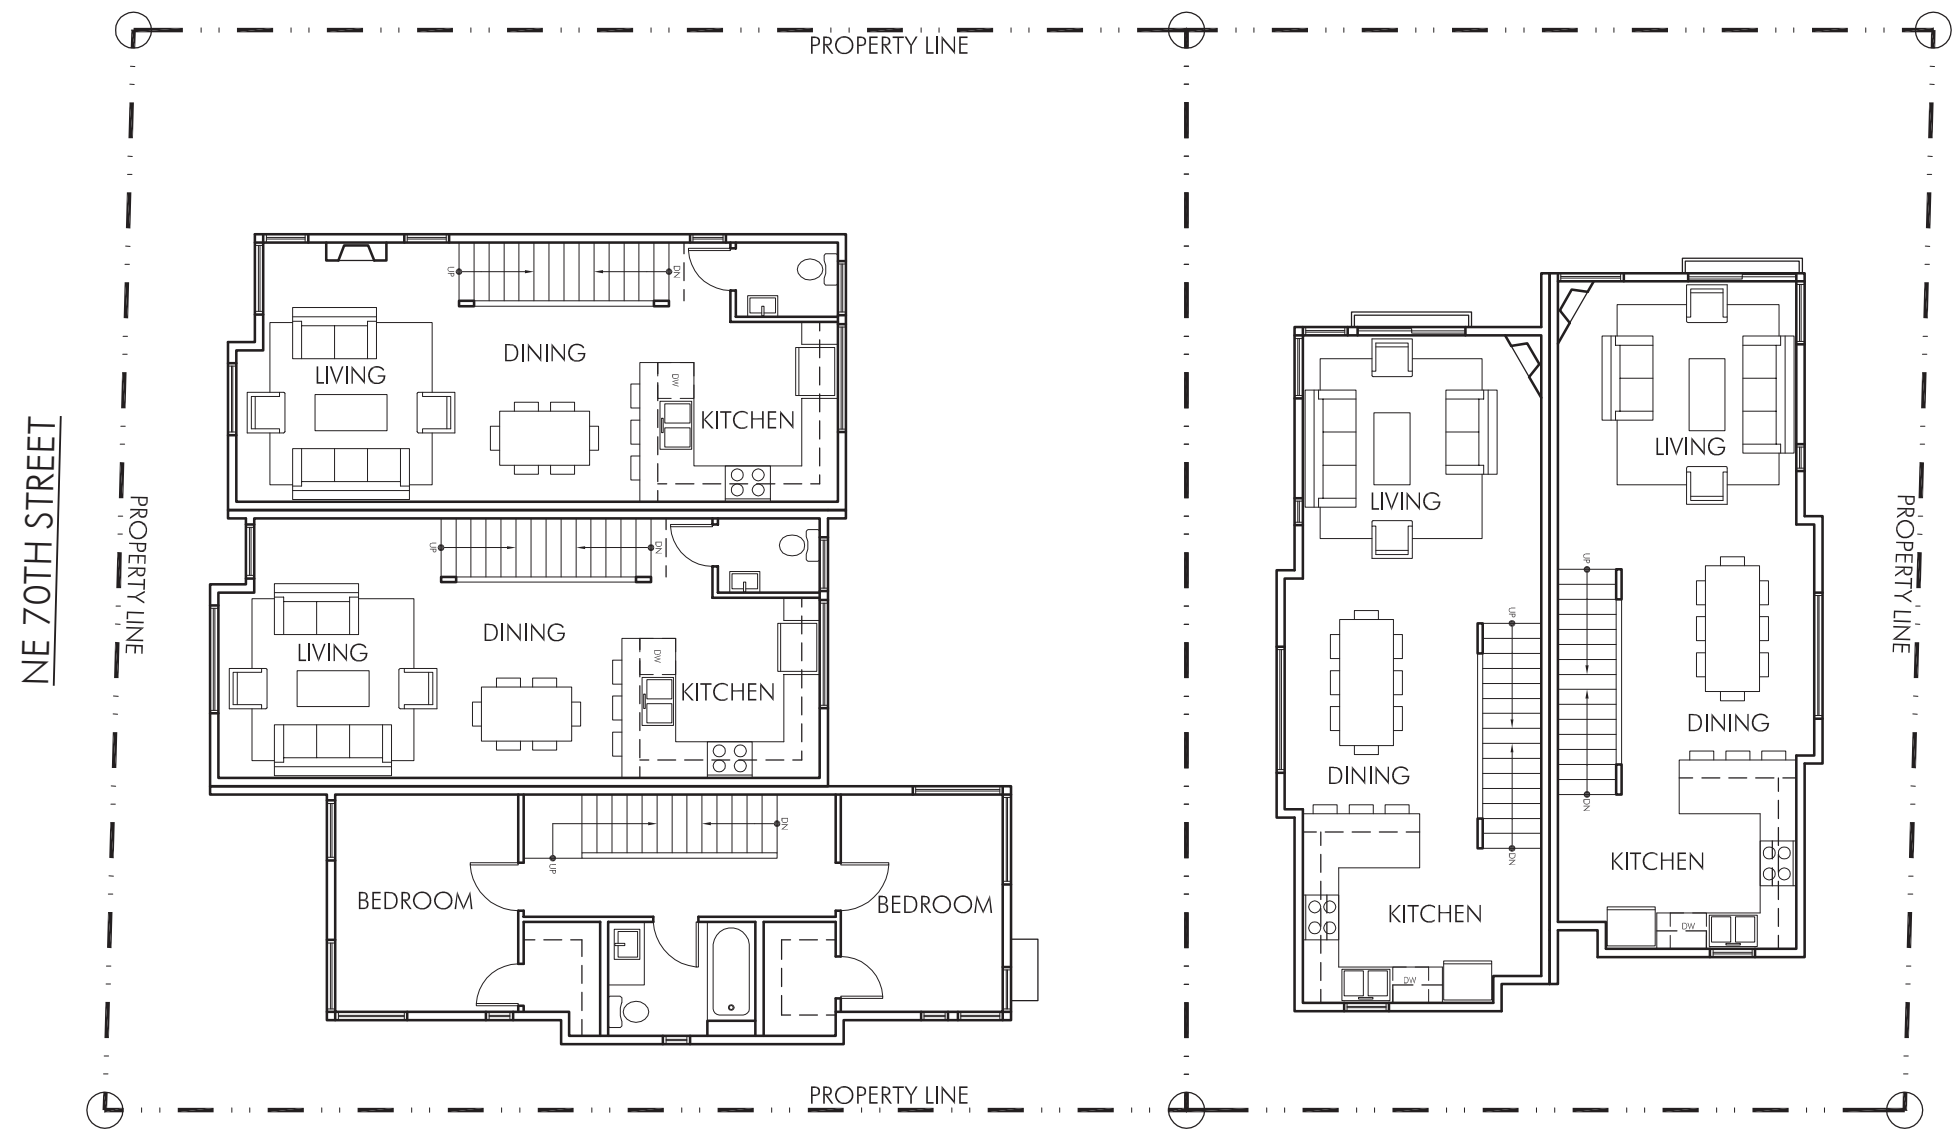 PROPERTY LINE
NE 70TH STREET
PROPERTY LINE
UP
DN
DINING
LIVING
DW
KITCHEN
UP
DN
DINING
LIVING
DW
KITCHEN
DN
UP
BEDROOM
BEDROOM
PROPERTY LINE
LIVING
UP
DINING
DN
KITCHEN
DW
LIVING
UP
DINING
DN
KITCHEN
DW
PROPERTY LINE